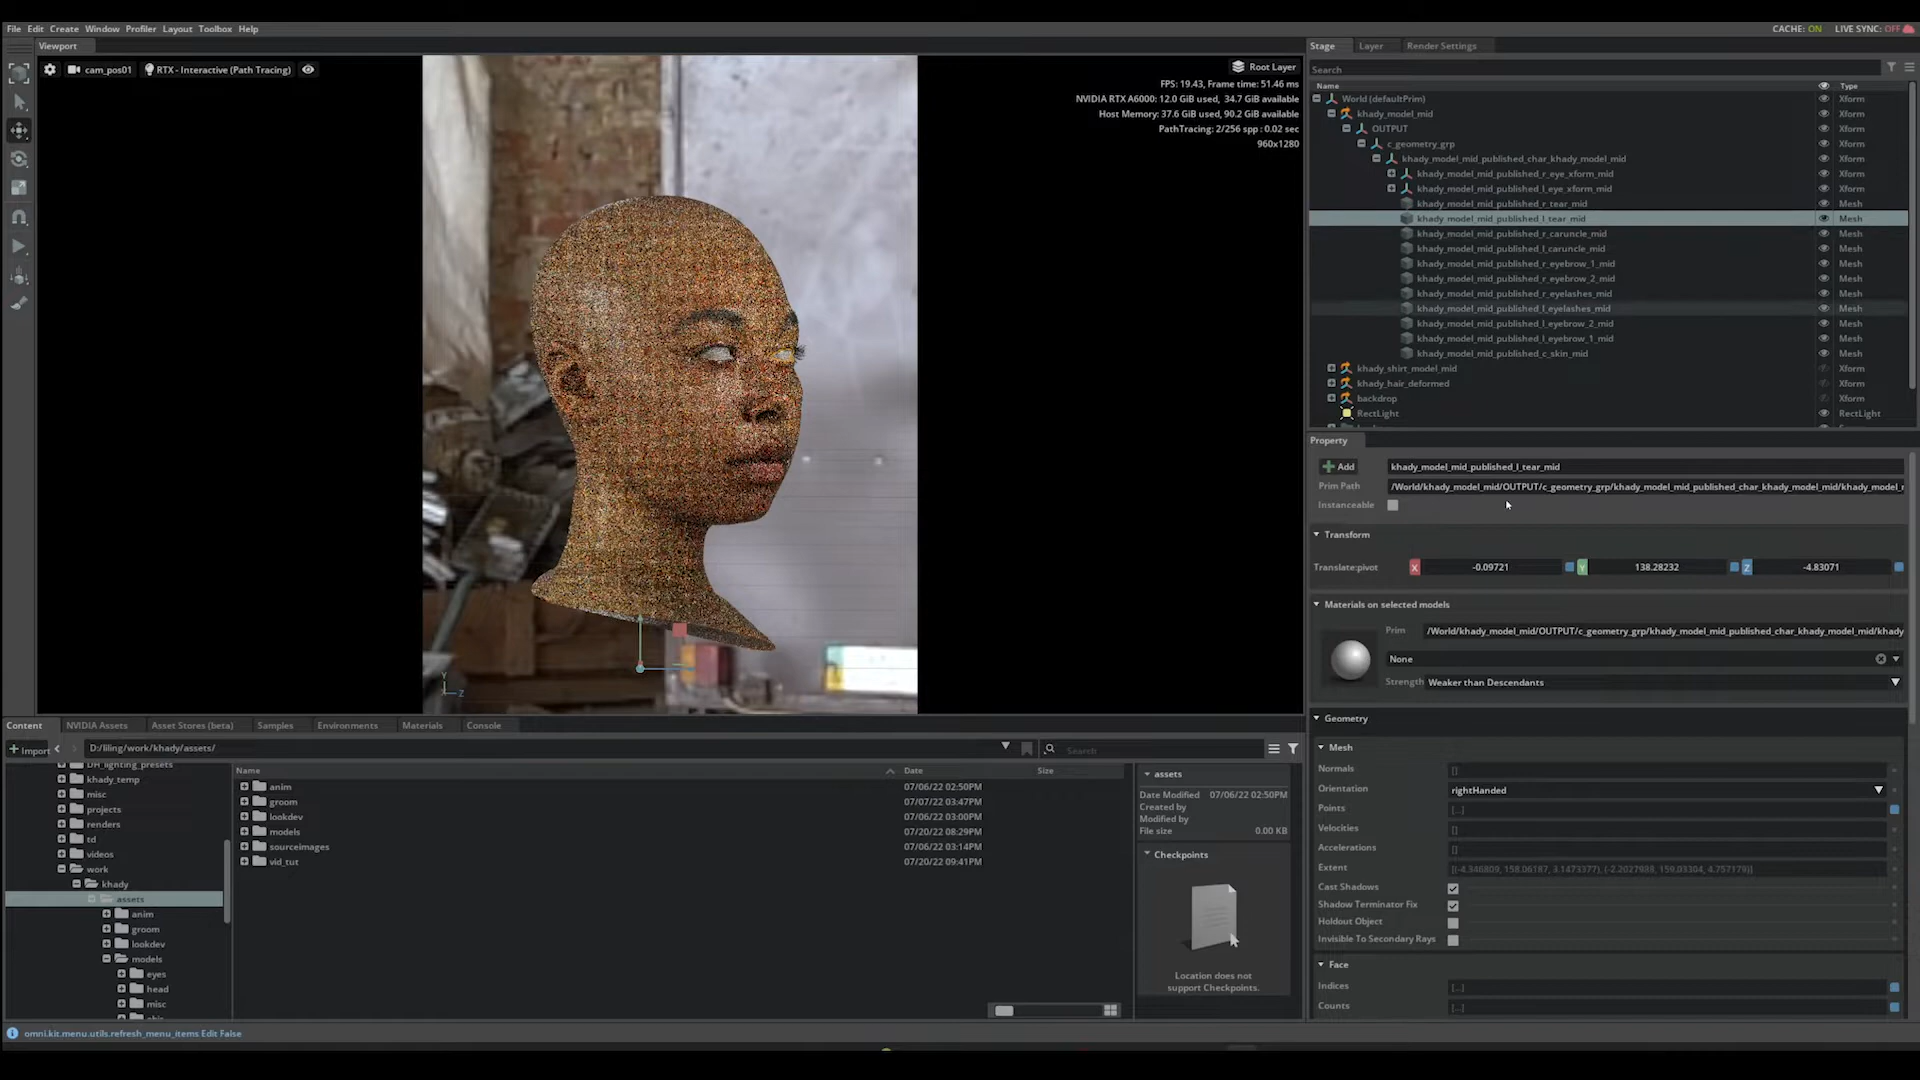 File Edit Create Window Profiler Layout Toolbox Help
CACHE: ON LIVE SYNC: OFF
Viewport
cam_pos01 RTX - Interactive (Path Tracing)
Root Layer
FPS: 19.43, Frame time: 51.46 ms
NVIDIA RTX A6000: 12.0 GiB used, 34.7 GiB available
Host Memory: 37.6 GiB used, 90.2 GiB available
PathTracing: 2/256 spp : 0.02 sec
960x1280
Y
Z
Stage Layer Render Settings
Search
Name Type
World (defaultPrim) Xform
khady_model_mid Xform
OUTPUT Xform
c_geometry_grp Xform
khady_model_mid_published_char_khady_model_mid Xform
khady_model_mid_published_r_eye_xform_mid Xform
khady_model_mid_published_l_eye_xform_mid Xform
khady_model_mid_published_r_tear_mid Mesh
khady_model_mid_published_l_tear_mid Mesh
khady_model_mid_published_r_caruncle_mid Mesh
khady_model_mid_published_l_caruncle_mid Mesh
khady_model_mid_published_r_eyebrow_1_mid Mesh
khady_model_mid_published_r_eyebrow_2_mid Mesh
khady_model_mid_published_r_eyelashes_mid Mesh
khady_model_mid_published_l_eyelashes_mid Mesh
khady_model_mid_published_l_eyebrow_2_mid Mesh
khady_model_mid_published_l_eyebrow_1_mid Mesh
khady_model_mid_published_c_skin_mid Mesh
khady_shirt_model_mid Xform
khady_hair_deformed Xform
backdrop Xform
RectLight RectLight
Property
Add khady_model_mid_published_l_tear_mid
Prim Path /World/khady_model_mid/OUTPUT/c_geometry_grp/khady_model_mid_published_char_khady_model_mid/khady_model_r
Instanceable
Transform
Translate:pivot X -0.09721 Y 138.28232 Z -4.83071
Materials on selected models
Prim /World/khady_model_mid/OUTPUT/c_geometry_grp/khady_model_mid_published_char_khady_model_mid/khady
None
Strength Weaker than Descendants
Geometry
Mesh
Normals []
Orientation rightHanded
Points [...]
Velocities []
Accelerations []
Extent [(-4.346809, 158.06187, 3.1473377), (-2.2027988, 159.03304, 4.757179)]
Cast Shadows
Shadow Terminator Fix
Holdout Object
Invisible To Secondary Rays
Face
Indices [...]
Counts [...]
Content NVIDIA Assets Asset Stores (beta) Samples Environments Materials Console
Import D:/liling/work/khady/assets/ Search
DH_lighting_presets
khady_temp
misc
projects
renders
td
videos
work
khady
assets
anim
groom
lookdev
models
eyes
head
misc
Name Date Size
anim 07/06/22 02:50PM
groom 07/07/22 03:47PM
lookdev 07/06/22 03:00PM
models 07/20/22 08:29PM
sourceimages 07/06/22 03:14PM
vid_tut 07/20/22 09:41PM
assets
Date Modified 07/06/22 02:50PM
Created by
Modified by
File size 0.00 KB
Checkpoints
Location does not
support Checkpoints.
omni.kit.menu.utils.refresh_menu_items Edit False